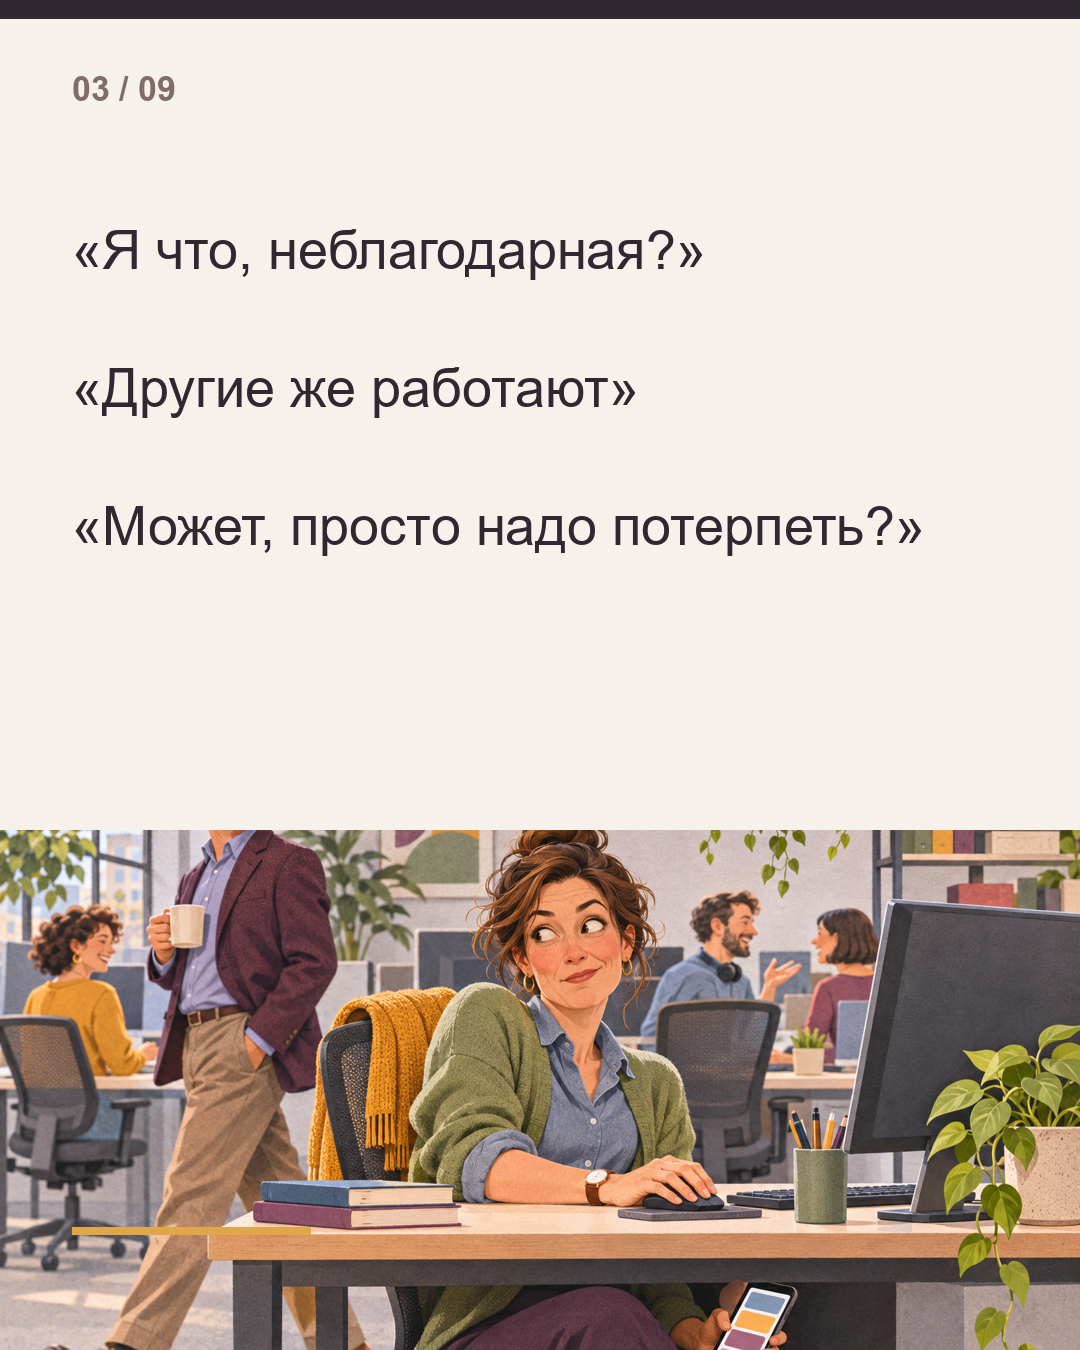 03 / 09
«Я что, неблагодарная?»
«Другие же работают»
«Может, просто надо потерпеть?»